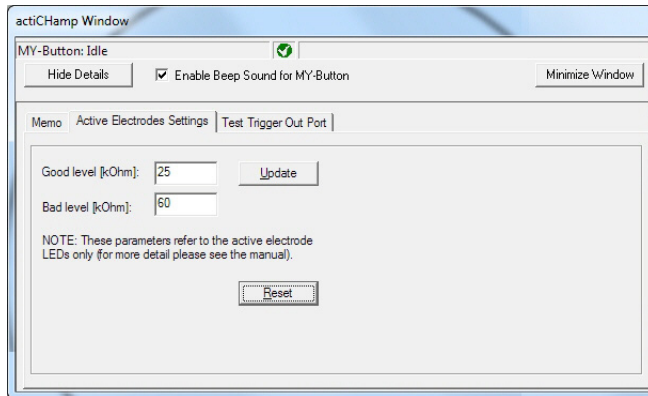 actiCHamp Window
MY-Button: Idle
Hide Details
Enable Beep Sound for MY-Button
Minimize Window
Memo
Active Electrodes Settings
Test Trigger Out Port
Good level [kOhm]:
25
Update
Bad level [kOhm]:
60
NOTE: These parameters refer to the active electrode
LEDs only (for more detail please see the manual).
Reset